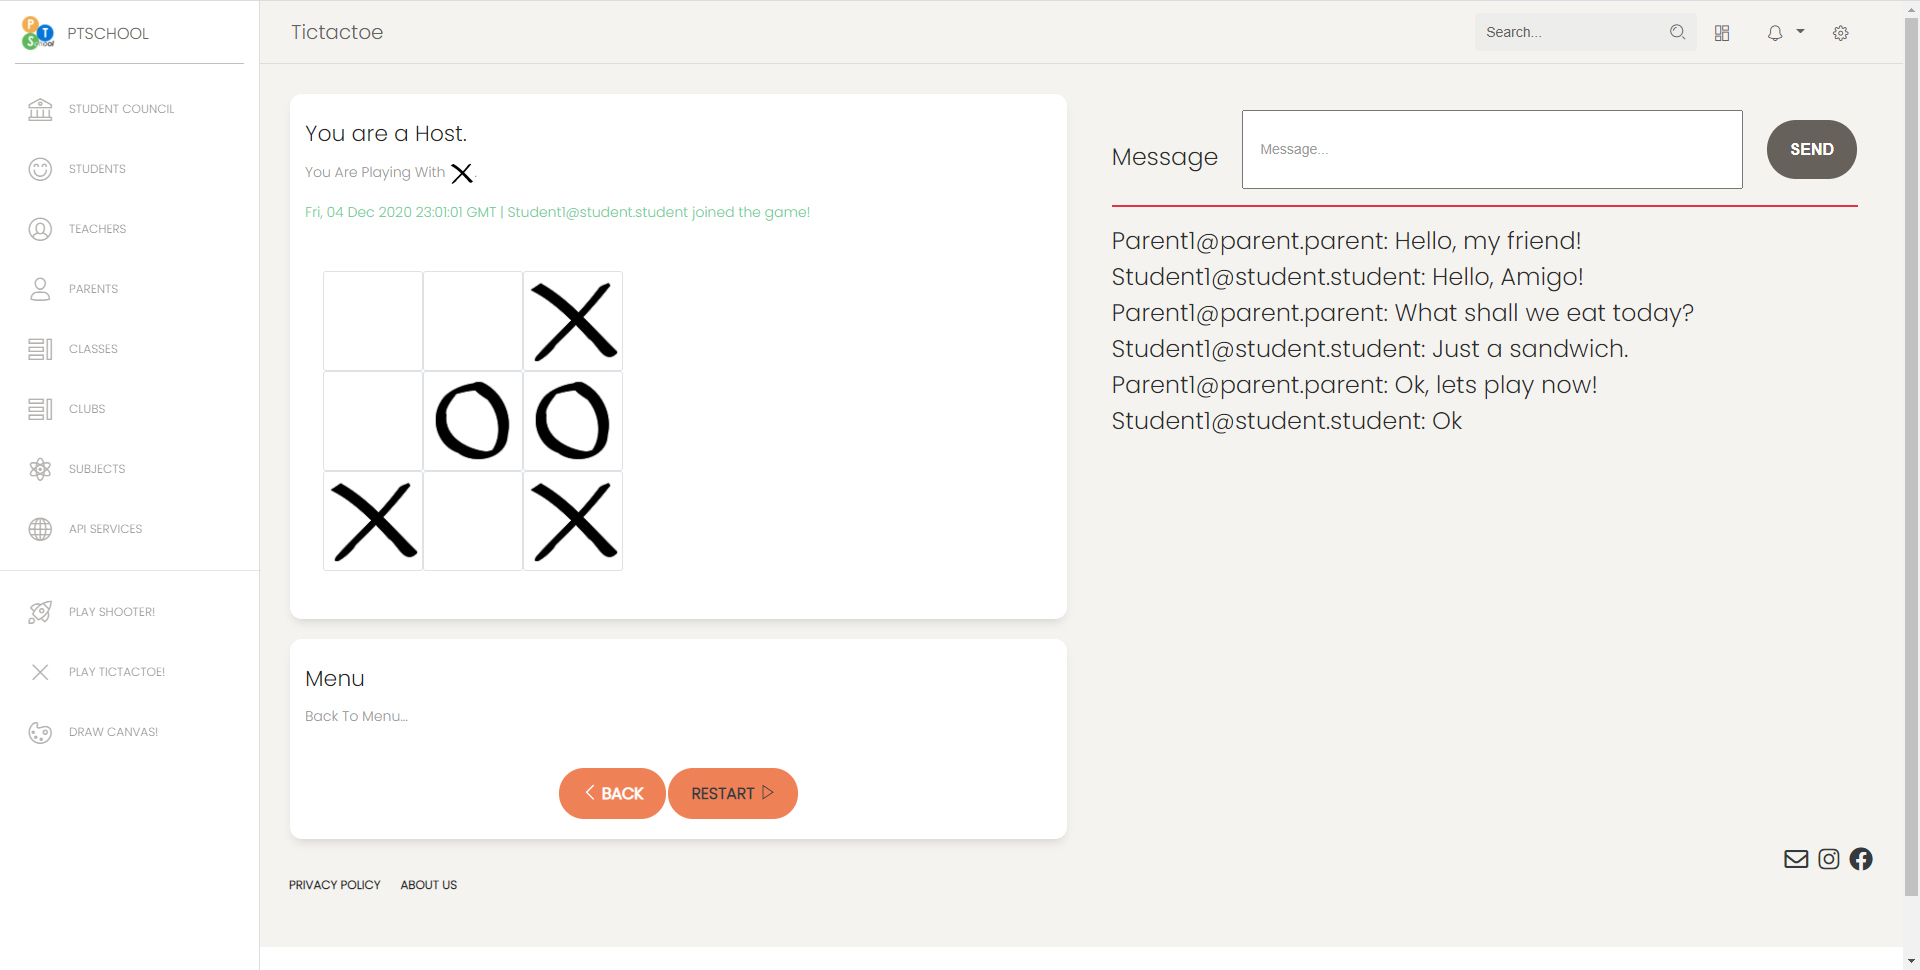 PTSCHOOL
Tictactoe
Search...
STUDENT COUNCIL
STUDENTS
TEACHERS
PARENTS
CLASSES
CLUBS
SUBJECTS
API SERVICES
PLAY SHOOTER!
PLAY TICTACTOE!
DRAW CANVAS!
You are a Host.
You Are Playing With X.
Fri, 04 Dec 2020 23:01:01 GMT | Student1@student.student joined the game!
X
O O
X X
Menu
Back To Menu...
BACK
RESTART
Message
Message...
SEND
Parent1@parent.parent: Hello, my friend!
Student1@student.student: Hello, Amigo!
Parent1@parent.parent: What shall we eat today?
Student1@student.student: Just a sandwich.
Parent1@parent.parent: Ok, lets play now!
Student1@student.student: Ok
PRIVACY POLICY ABOUT US